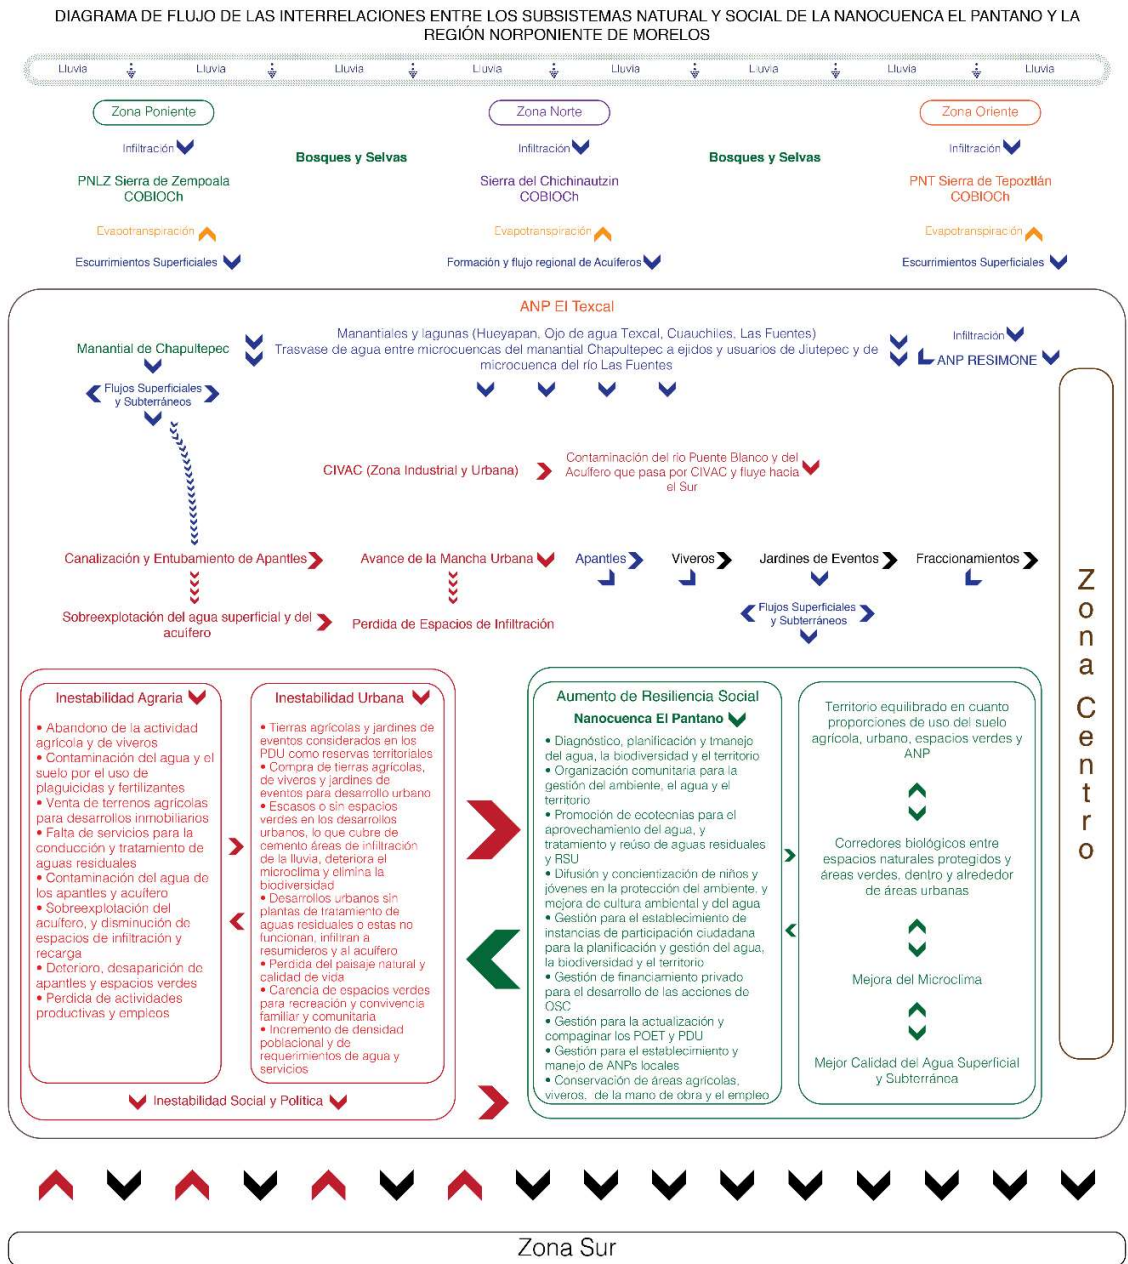 DIAGRAMA DE FLUJO DE LAS INTERRELACIONES ENTRE LOS SUBSISTEMAS NATURAL Y SOCIAL DE LA NANOCUENCA EL PANTANO Y LA
REGIÓN NORPONIENTE DE MORELOS
Lluvia Lluvia Lluvia Lluvia Lluvia Lluvia Lluvia Lluvia
Zona Poniente
Infiltración
PNLZ Sierra de Zempoala
COBIOCh
Evapotranspiración
Escurrimientos Superficiales
Bosques y Selvas
Zona Norte
Infiltración
Sierra del Chichinautzin
COBIOCh
Evapotranspiración
Formación y flujo regional de Acuíferos
Bosques y Selvas
Zona Oriente
Infiltración
PNT Sierra de Tepoztlán
COBIOCh
Evapotranspiración
Escurrimientos Superficiales
ANP El Texcal
Manantial de Chapultepec
Manantiales y lagunas (Hueyapan, Ojo de agua Texcal, Cuauchiles, Las Fuentes)
Trasvase de agua entre microcuencas del manantial Chapultepec a ejidos y usuarios de Jiutepec y de
microcuenca del río Las Fuentes
Infiltración
ANP RESIMONE
Flujos Superficiales
y Subterráneos
CIVAC (Zona Industrial y Urbana)
Contaminación del río Puente Blanco y del
Acuífero que pasa por CIVAC y fluye hacia
el Sur
Canalización y Entubamiento de Apantles
Avance de la Mancha Urbana
Apantles
Viveros
Jardines de Eventos
Fraccionamientos
Sobreexplotación del agua superficial y del
acuífero
Perdida de Espacios de Infiltración
Flujos Superficiales
y Subterráneos
Zona Centro
Inestabilidad Agraria
• Abandono de la actividad
agrícola y de viveros
• Contaminación del agua y el
suelo por el uso de
plaguicidas y fertilizantes
• Venta de terrenos agrícolas
para desarrollos inmobiliarios
• Falta de servicios para la
conducción y tratamiento de
aguas residuales
• Contaminación del agua de
los apantles y acuífero
• Sobreexplotación del
acuífero, y disminución de
espacios de infiltración y
recarga
• Deterioro, desaparición de
apantles y espacios verdes
• Perdida de actividades
productivas y empleos
Inestabilidad Urbana
• Tierras agrícolas y jardines de
eventos considerados en los
PDU como reservas territoriales
• Compra de tierras agrícolas,
de viveros y jardines de
eventos para desarrollo urbano
• Escasos o sin espacios
verdes en los desarrollos
urbanos, lo que cubre de
cemento áreas de infiltración
de la lluvia, deteriora el
microclima y elimina la
biodiversidad
• Desarrollos urbanos sin
plantas de tratamiento de
aguas residuales o estas no
funcionan, infiltran a
resumideros y al acuífero
• Perdida del paisaje natural y
calidad de vida
• Carencia de espacios verdes
para recreación y convivencia
familiar y comunitaria
• Incremento de densidad
poblacional y de
requerimientos de agua y
servicios
Inestabilidad Social y Política
Aumento de Resiliencia Social
Nanocuenca El Pantano
• Diagnóstico, planificación y tmanejo
del agua, la biodiversidad y el territorio
• Organización comunitaria para la
gestión del ambiente, el agua y el
territorio
• Promoción de ecotecnias para el
aprovechamiento del agua, y
tratamiento y reúso de aguas residuales
y RSU
• Difusión y concientización de niños y
jóvenes en la protección del ambiente, y
mejora de cultura ambiental y del agua
• Gestión para el establecimiento de
instancias de participación ciudadana
para la planificación y gestión del agua,
la biodiversidad y el territorio
• Gestión de financiamiento privado
para el desarrollo de las acciones de
OSC
• Gestión para la actualización y
compaginar los POET y PDU
• Gestión para el establecimiento y
manejo de ANPs locales
• Conservación de áreas agrícolas,
viveros, de la mano de obra y el empleo
Territorio equilibrado en cuanto
proporciones de uso del suelo
agrícola, urbano, espacios verdes y
ANP
Corredores biológicos entre
espacios naturales protegidos y
áreas verdes, dentro y alrededor
de áreas urbanas
Mejora del Microclima
Mejor Calidad del Agua Superficial
y Subterránea
Zona Sur